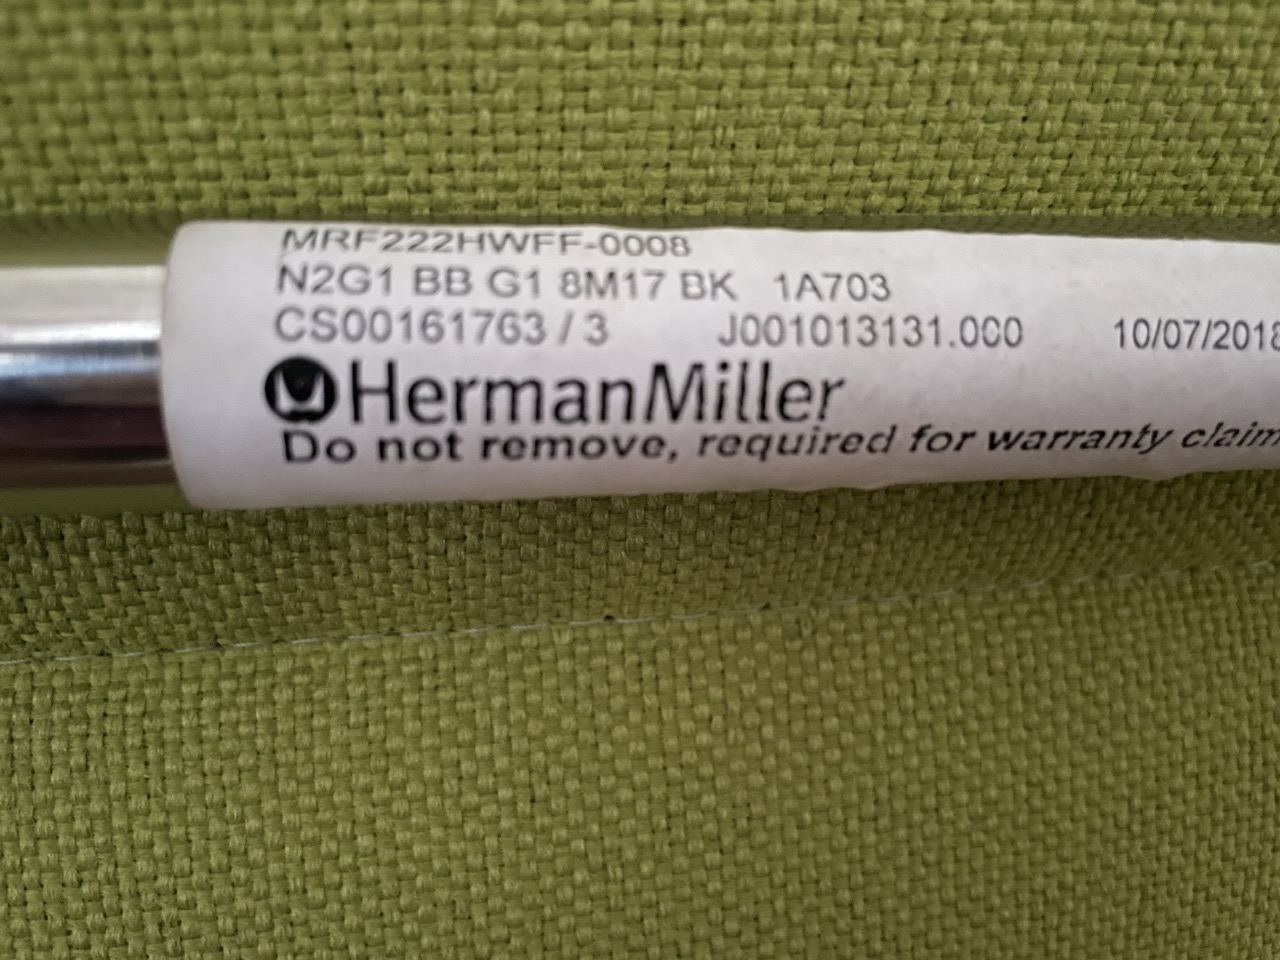 MRF222HWFF-0008
N2G1 BB G1 8M17 BK 1A703
CS00161763 / 3 J001013131.000 10/07/2018
HermanMiller
Do not remove, required for warranty claim